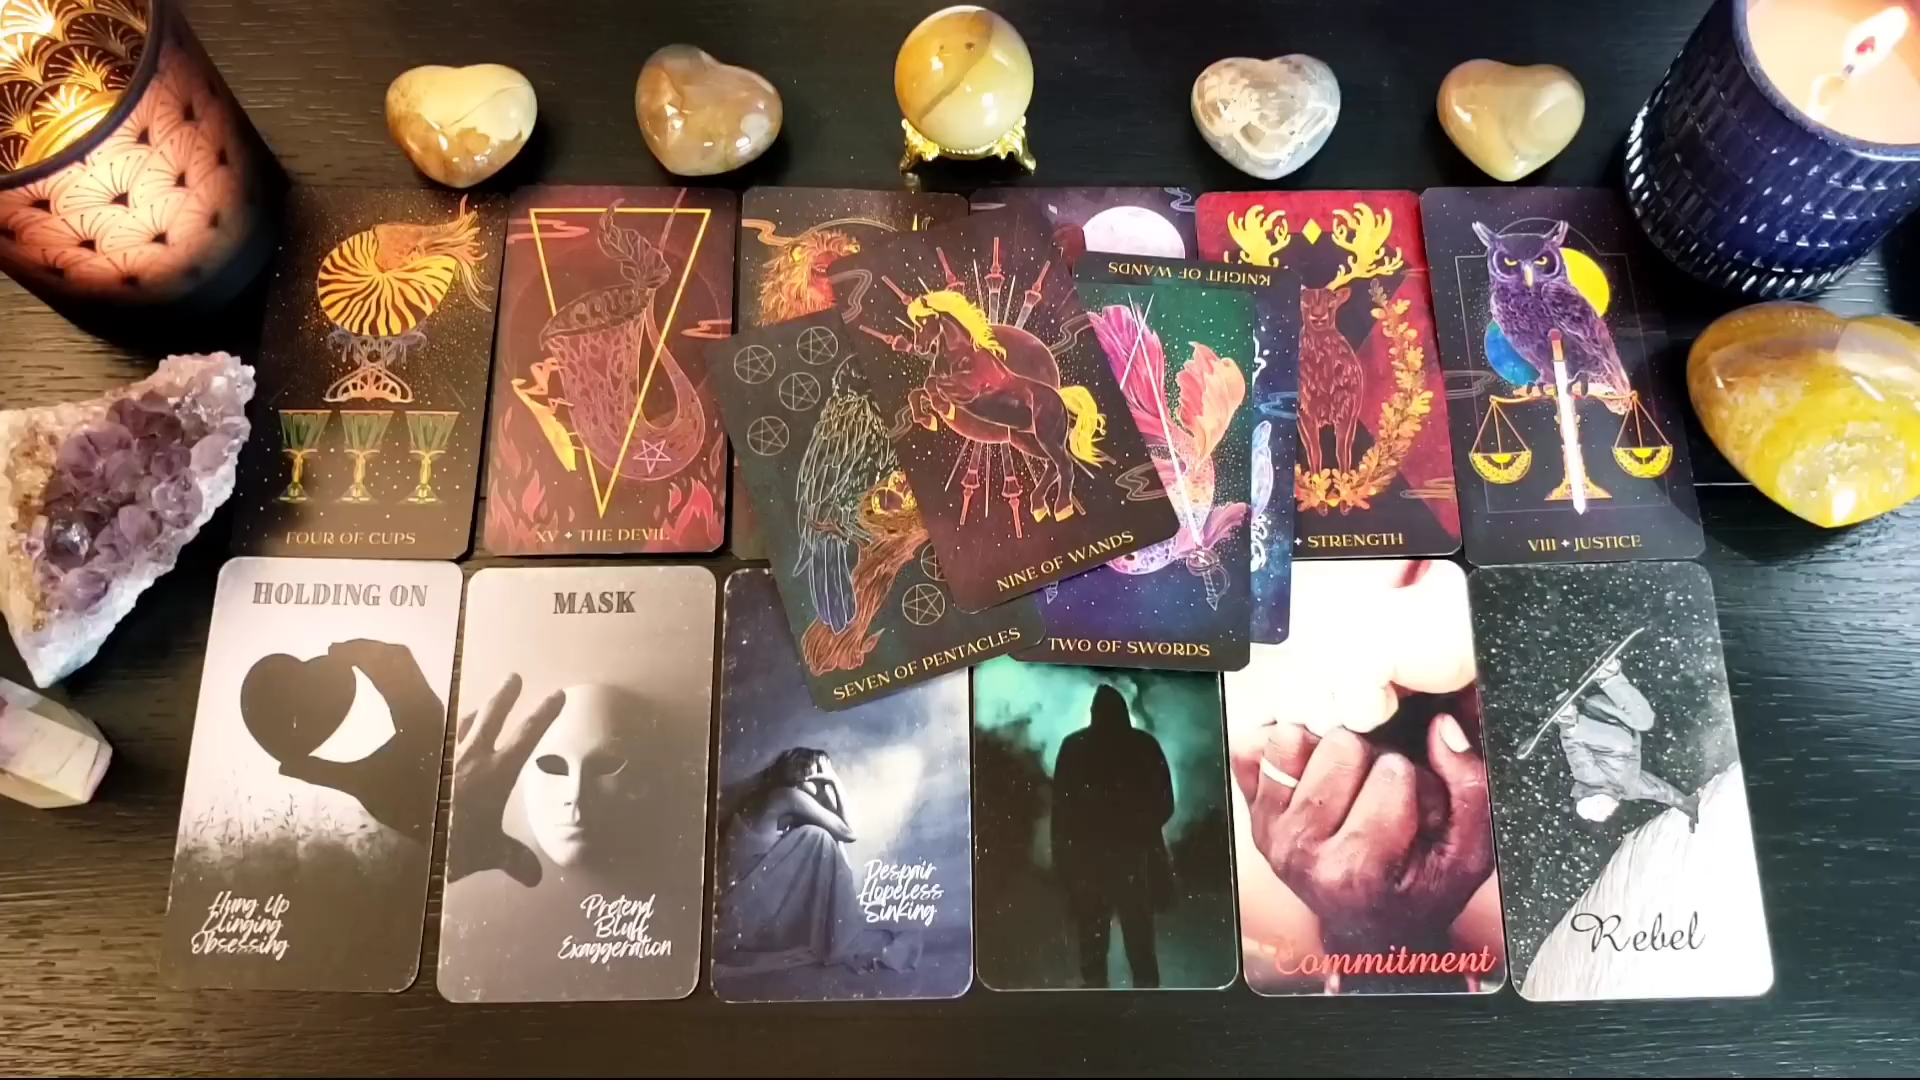 FOUR OF CUPS
XV ✦ THE DEVIL
KNIGHT OF WANDS
✦ STRENGTH
VIII ✦ JUSTICE
NINE OF WANDS
TWO OF SWORDS
SEVEN OF PENTACLES
HOLDING ON
Hung Up
Clinging
Obsessing
MASK
Pretend
Bluff
Exaggeration
Despair
Hopeless
Sinking
Commitment
Rebel